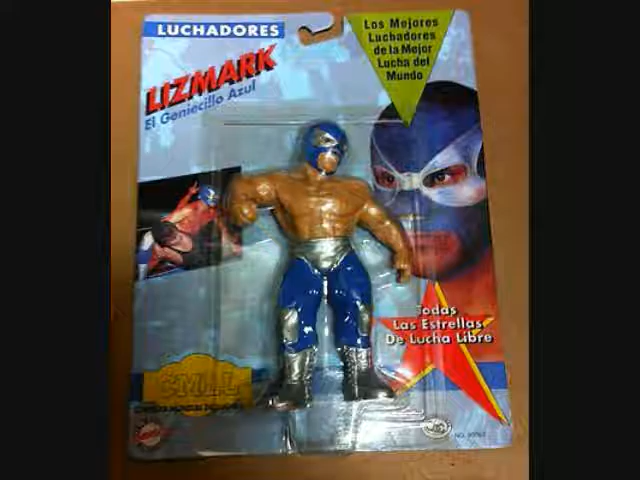 LUCHADORES
LIZMARK
El Geniecillo Azul
Los Mejores
Luchadores
de la Mejor
Lucha del
Mundo
Todas
Las Estrellas
De Lucha Libre
CMLL